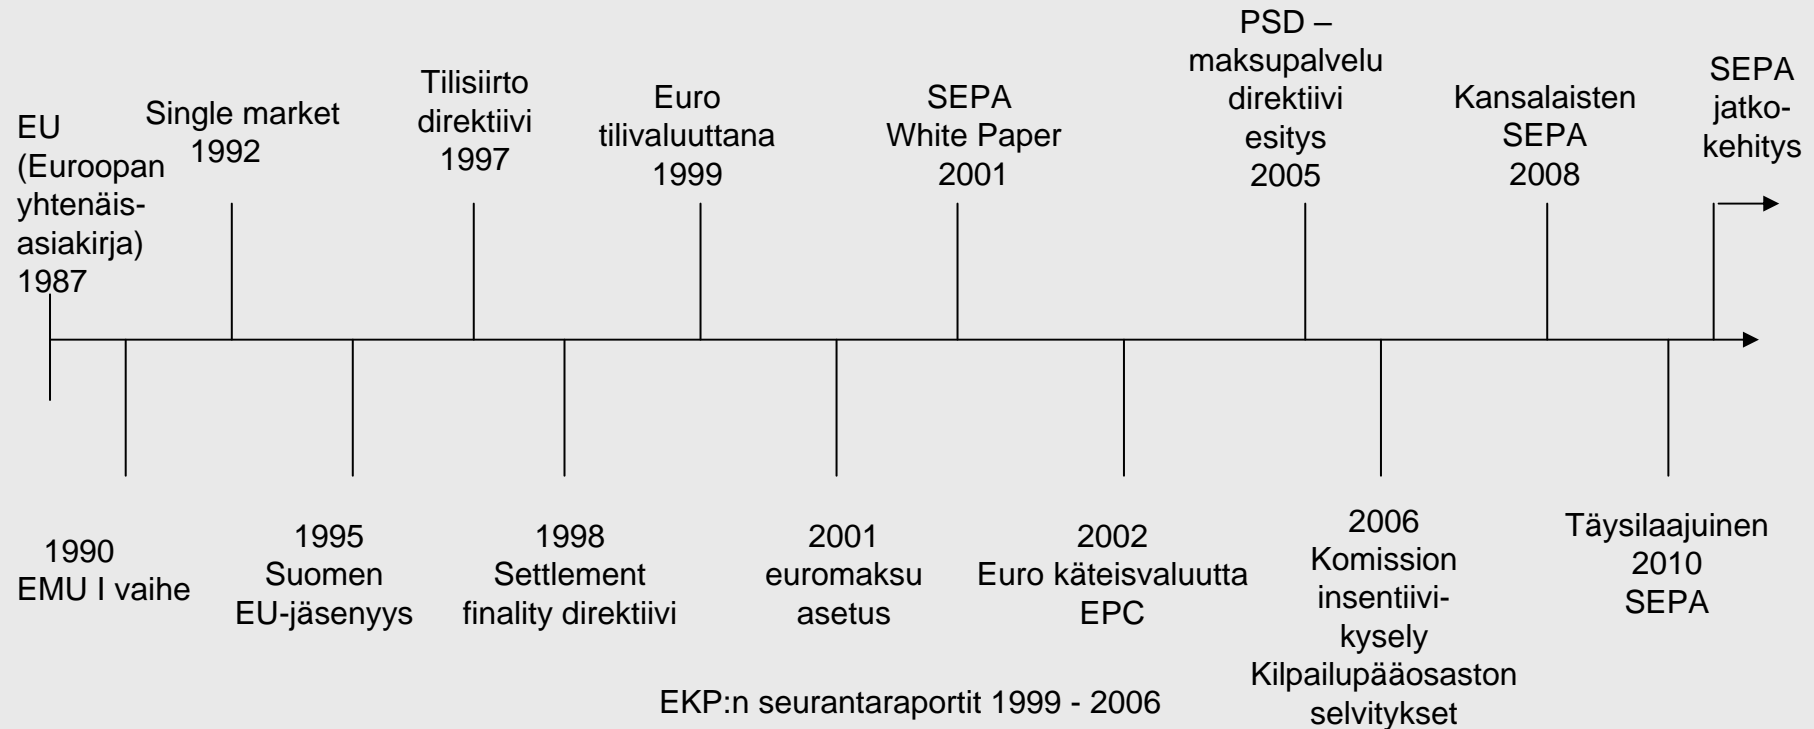 EU
(Euroopan
yhtenäis-
asiakirja)
1987
Single market
1992
Tilisiirto
direktiivi
1997
Euro
tilivaluuttana
1999
SEPA
White Paper
2001
PSD –
maksupalvelu
direktiivi
esitys
2005
Kansalaisten
SEPA
2008
SEPA
jatko-
kehitys
1990
EMU I vaihe
1995
Suomen
EU-jäsenyys
1998
Settlement
finality direktiivi
2001
euromaksu
asetus
2002
Euro käteisvaluutta
EPC
2006
Komission
insentiivi-
kysely
Kilpailupääosaston
selvitykset
Täysilaajuinen
2010
SEPA
EKP:n seurantaraportit 1999 - 2006